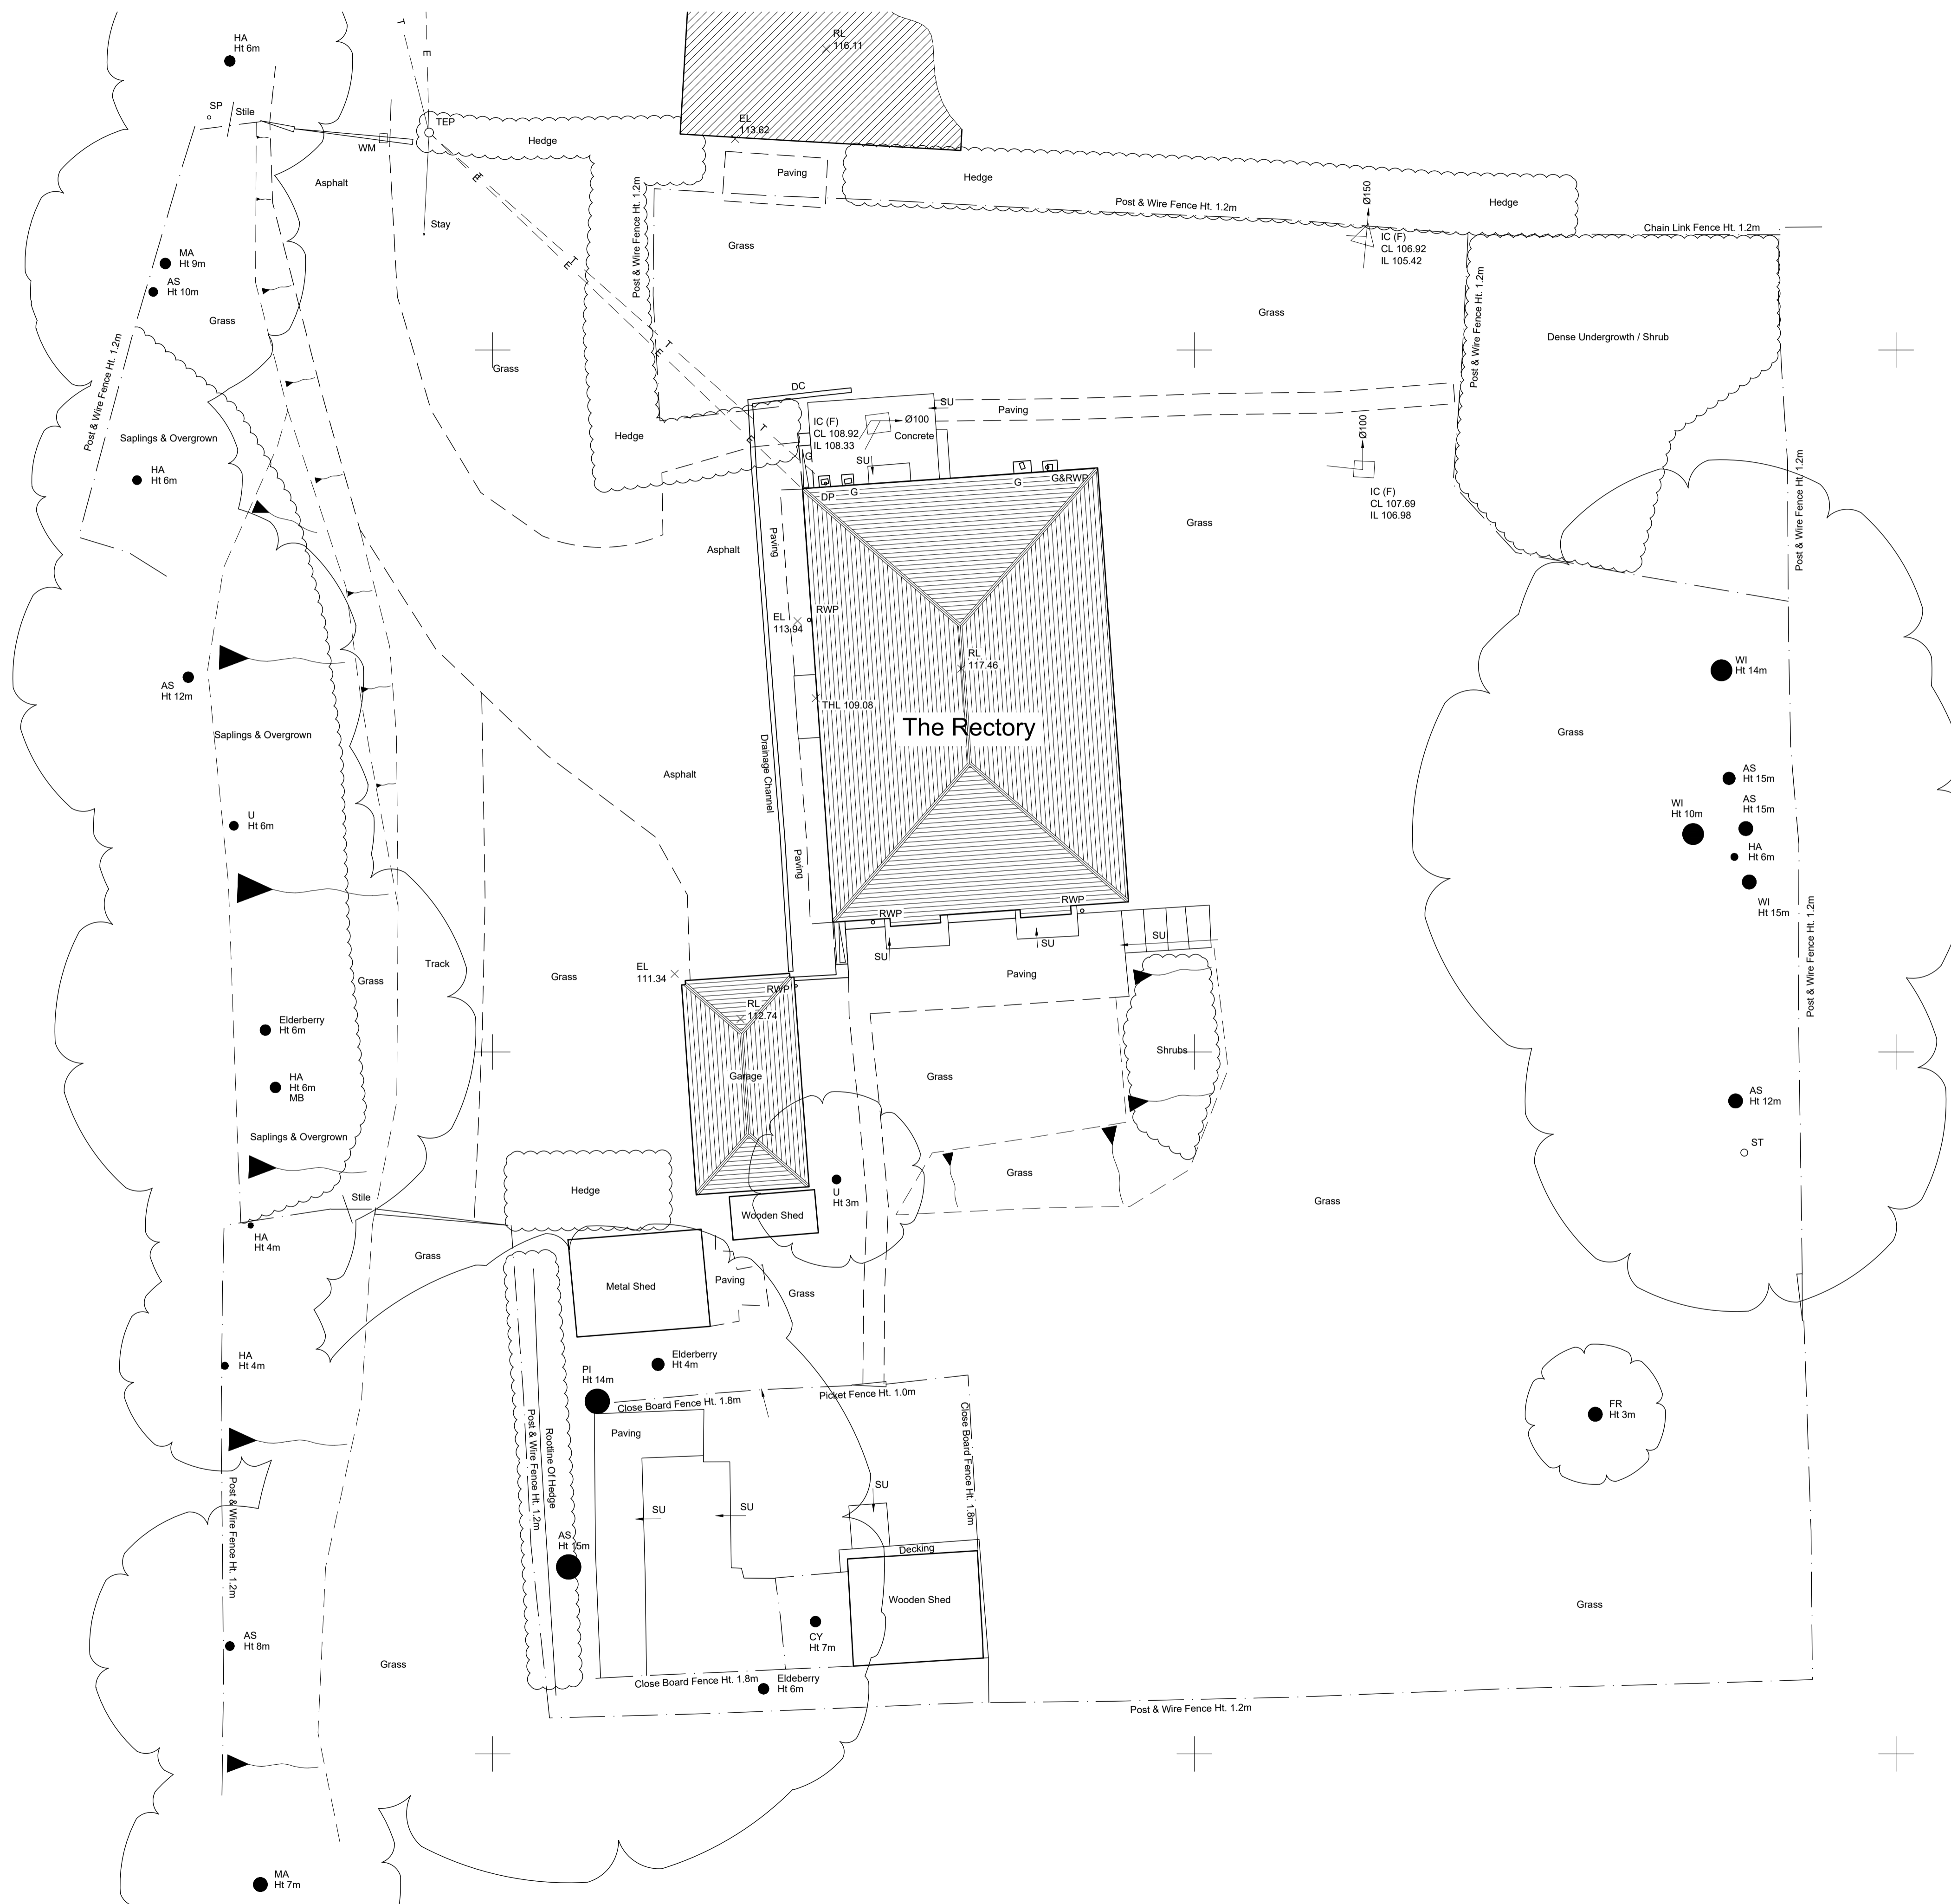 HA
Ht 6m
T
E
RL
116.11
SP
Stile
TEP
WM
Hedge
EL
113.62
Asphalt
Paving
Hedge
Post & Wire Fence Ht. 1.2m
Hedge
Ø150
IC (F)
CL 106.92
IL 105.42
Chain Link Fence Ht. 1.2m
Stay
Grass
Post & Wire Fence Ht. 1.2m
MA
Ht 9m
AS
Ht 10m
Grass
T
E
T
E
T
E
Grass
Post & Wire Fence Ht. 1.2m
Dense Undergrowth / Shrub
Post & Wire Fence Ht. 1.2m
Grass
DC
SU
Paving
Saplings & Overgrown
HA
Ht 6m
Hedge
T
E
G
IC (F)
CL 108.92
IL 108.33
Ø100
Concrete
SU
Ø100
IC (F)
CL 107.69
IL 106.98
DP
G
G
G&RWP
Asphalt
Paving
Grass
Post & Wire Fence Ht. 1.2m
EL
113.94
RWP
RL
117.46
THL 109.08
The Rectory
AS
Ht 12m
Saplings & Overgrown
WI
Ht 14m
Grass
Asphalt
Drainage Channel
AS
Ht 15m
AS
Ht 15m
WI
Ht 10m
HA
Ht 6m
WI
Ht 15m
U
Ht 6m
Paving
RWP
RWP
SU
SU
SU
Post & Wire Fence Ht. 1.2m
Track
Grass
Grass
EL
111.34
RWP
RL
112.74
Paving
Elderberry
Ht 6m
HA
Ht 6m
MB
Garage
Grass
Shrubs
AS
Ht 12m
ST
Saplings & Overgrown
Stile
Hedge
U
Ht 3m
Grass
Grass
Wooden Shed
HA
Ht 4m
Grass
Metal Shed
Paving
Grass
HA
Ht 4m
PI
Ht 14m
Elderberry
Ht 4m
Close Board Fence Ht. 1.8m
Picket Fence Ht. 1.0m
FR
Ht 3m
Paving
Post & Wire Fence Ht. 1.2m
Rootline Of Hedge
Close Board Fence Ht. 1.8m
Post & Wire Fence Ht. 1.2m
SU
SU
SU
AS
Ht 15m
Decking
Wooden Shed
Grass
CY
Ht 7m
AS
Ht 8m
Grass
Close Board Fence Ht. 1.8m
Eldeberry
Ht 6m
Post & Wire Fence Ht. 1.2m
MA
Ht 7m